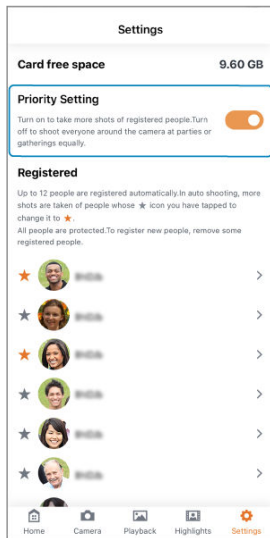 Settings
Card free space 9.60 GB
Priority Setting
Turn on to take more shots of registered people.Turn
off to shoot everyone around the camera at parties or
gatherings equally.
Registered
Up to 12 people are registered automatically.In auto shooting, more
shots are taken of people whose ★ icon you have tapped to
change it to ★.
All people are protected.To register new people, remove some
registered people.
Home Camera Playback Highlights Settings